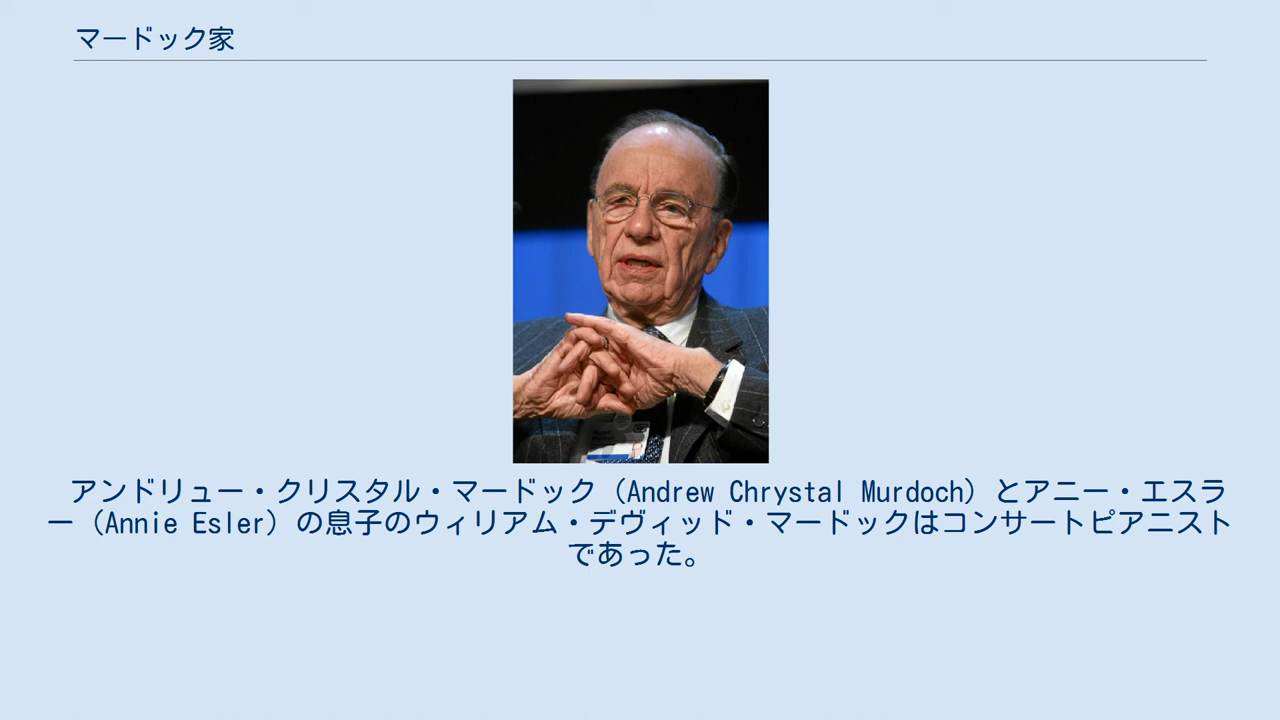 マードック家
アンドリュー・クリスタル・マードック（Andrew Chrystal Murdoch）とアニー・エスラ
ー（Annie Esler）の息子のウィリアム・デヴィッド・マードックはコンサートピアニスト
であった。